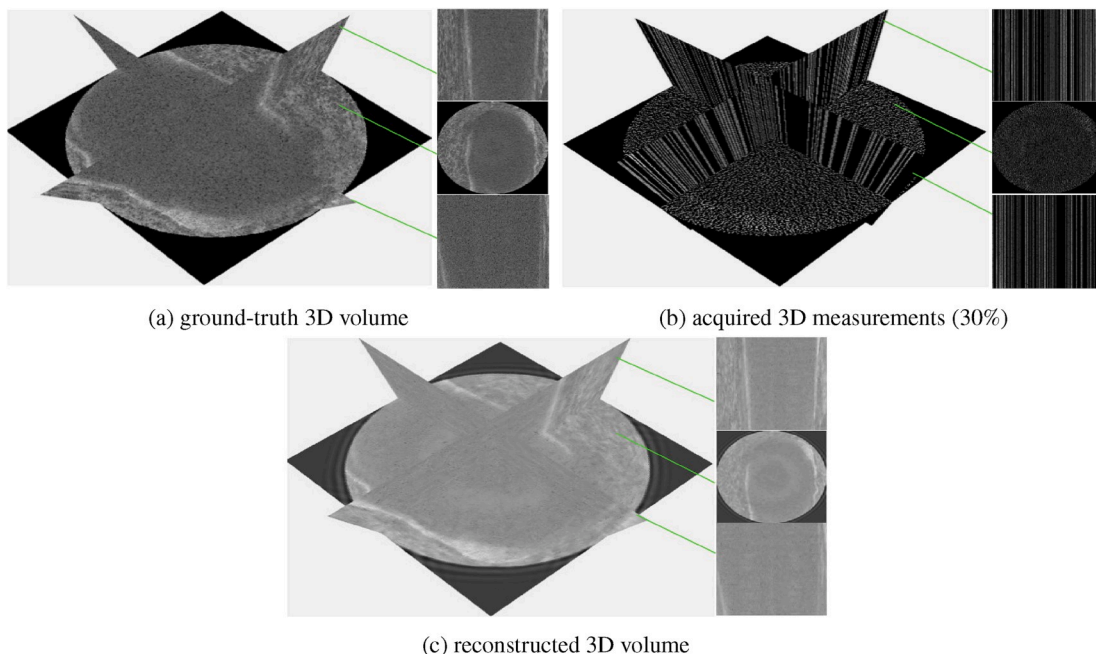 (a) ground-truth 3D volume
(b) acquired 3D measurements (30%)
(c) reconstructed 3D volume